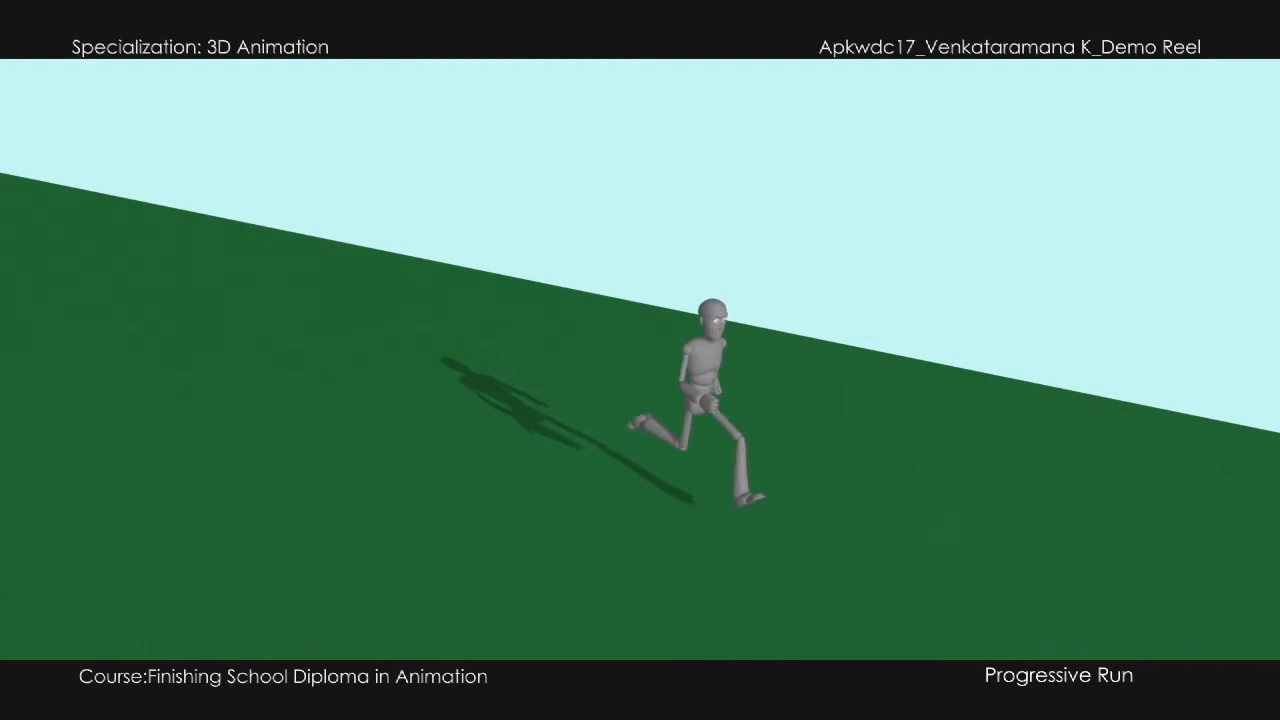 Specialization: 3D Animation
Apkwdc17_Venkataramana K_Demo Reel
Course:Finishing School Diploma in Animation
Progressive Run